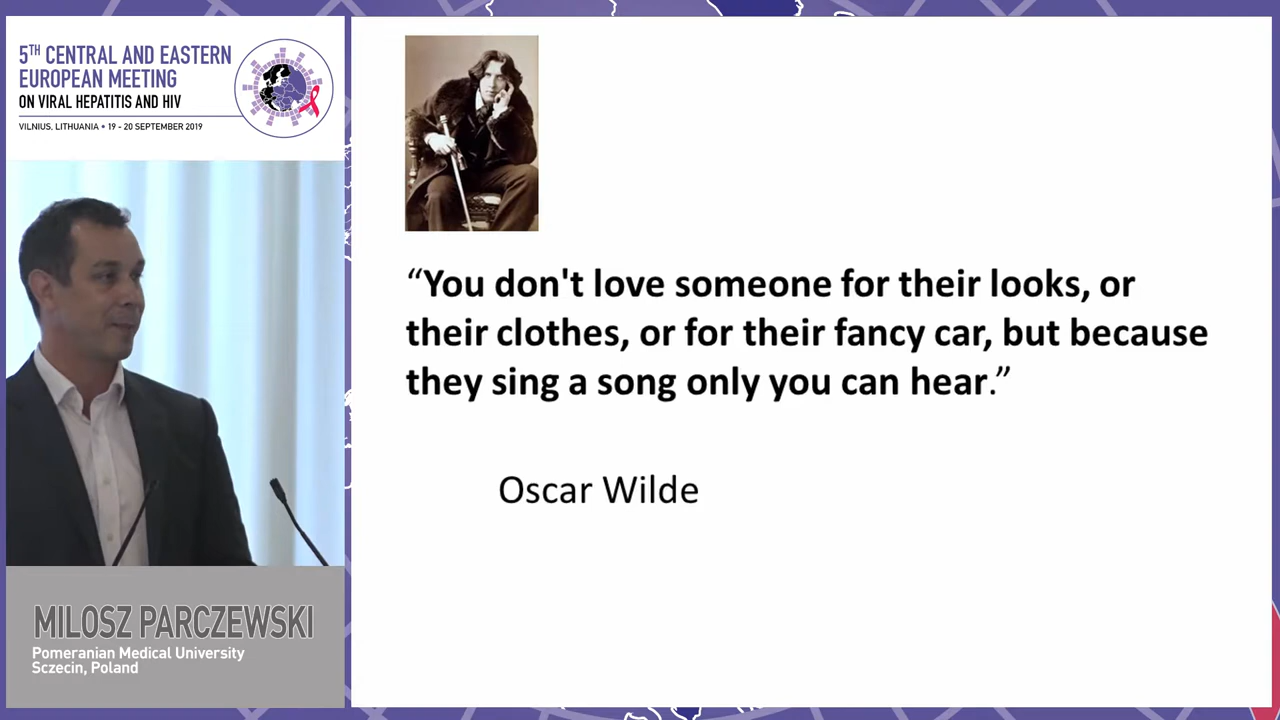 5TH CENTRAL AND EASTERN
EUROPEAN MEETING
ON VIRAL HEPATITIS AND HIV
VILNIUS, LITHUANIA • 19 - 20 SEPTEMBER 2019
“You don't love someone for their looks, or
their clothes, or for their fancy car, but because
they sing a song only you can hear.”
Oscar Wilde
MILOSZ PARCZEWSKI
Pomeranian Medical University
Sczecin, Poland